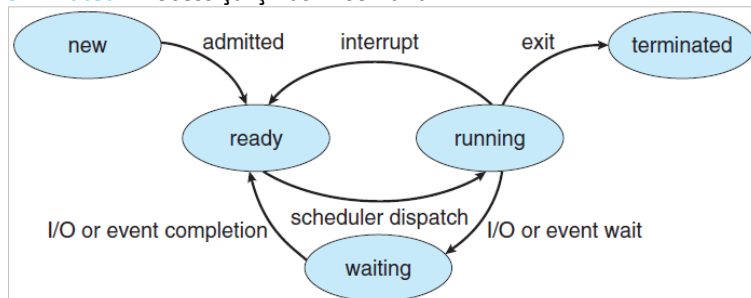 new
admitted
interrupt
exit
terminated
ready
running
scheduler dispatch
I/O or event completion
I/O or event wait
waiting